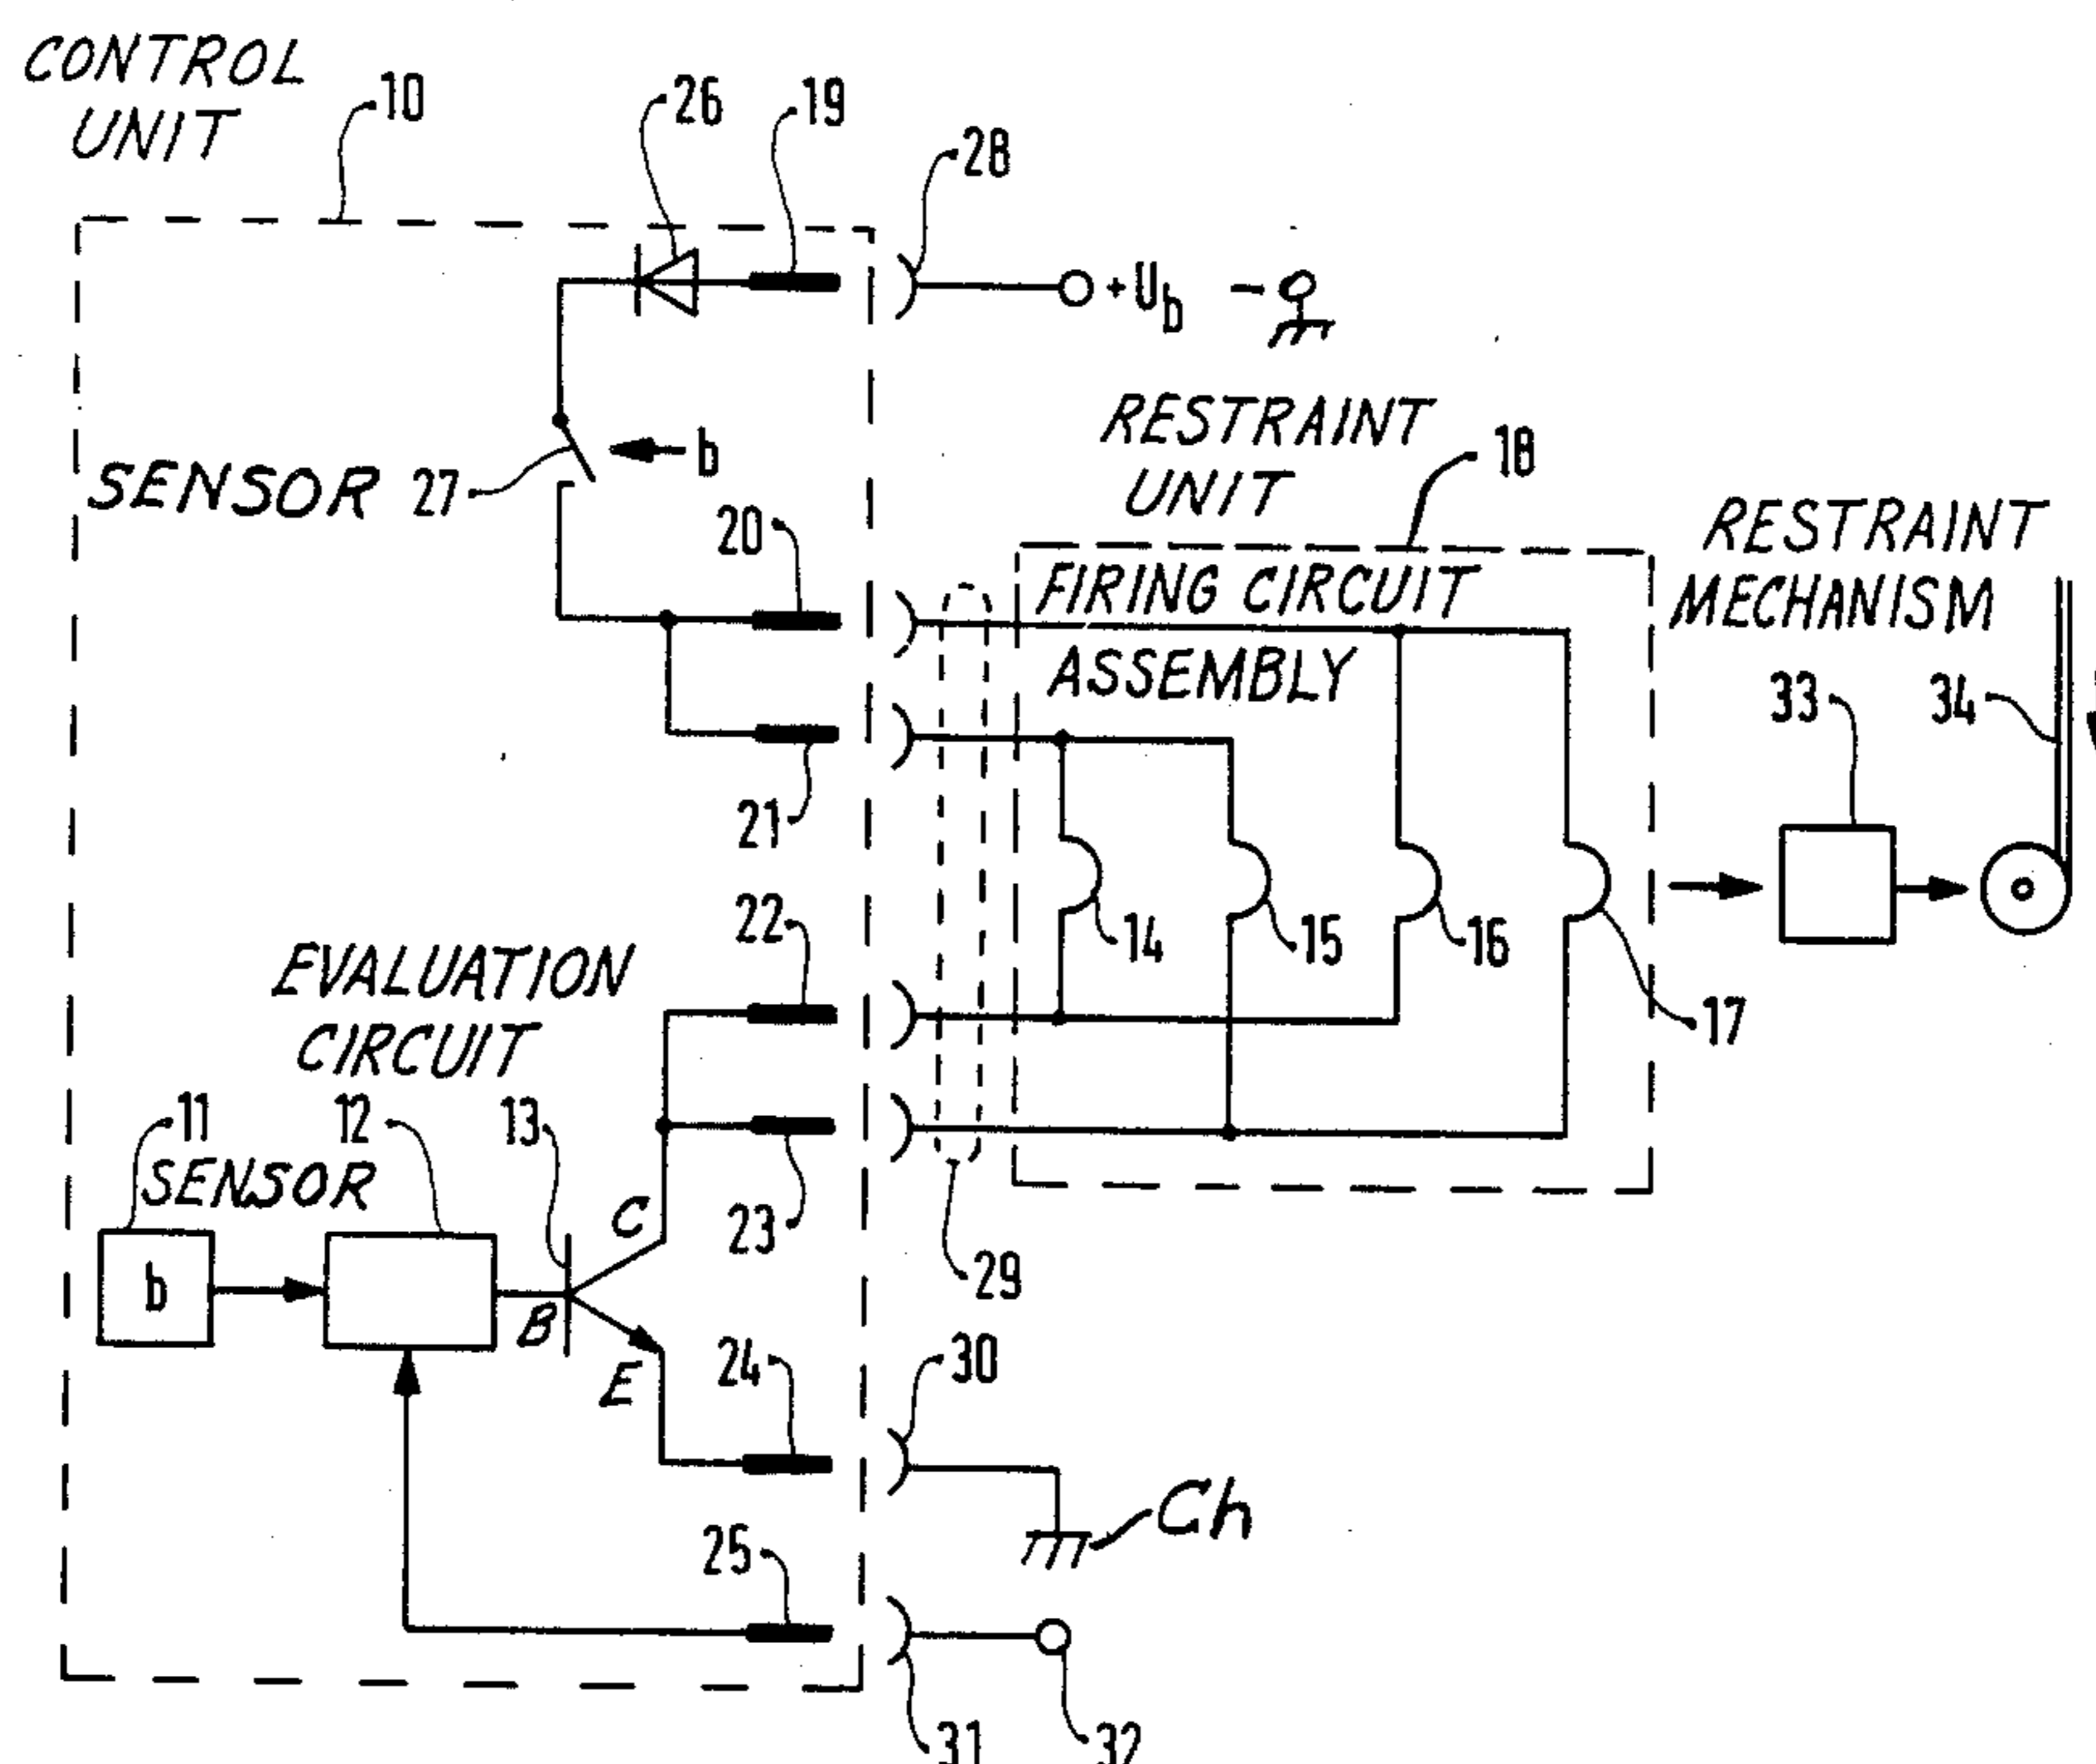 CONTROL
UNIT
10
26
19
28
+Ub -
SENSOR 27
b
20
RESTRAINT
UNIT
18
FIRING CIRCUIT
ASSEMBLY
RESTRAINT
MECHANISM
33
34
21
22
14
15
16
17
EVALUATION
CIRCUIT
11
SENSOR
12
13
C
23
29
b
B
E
24
30
Ch
25
31
32